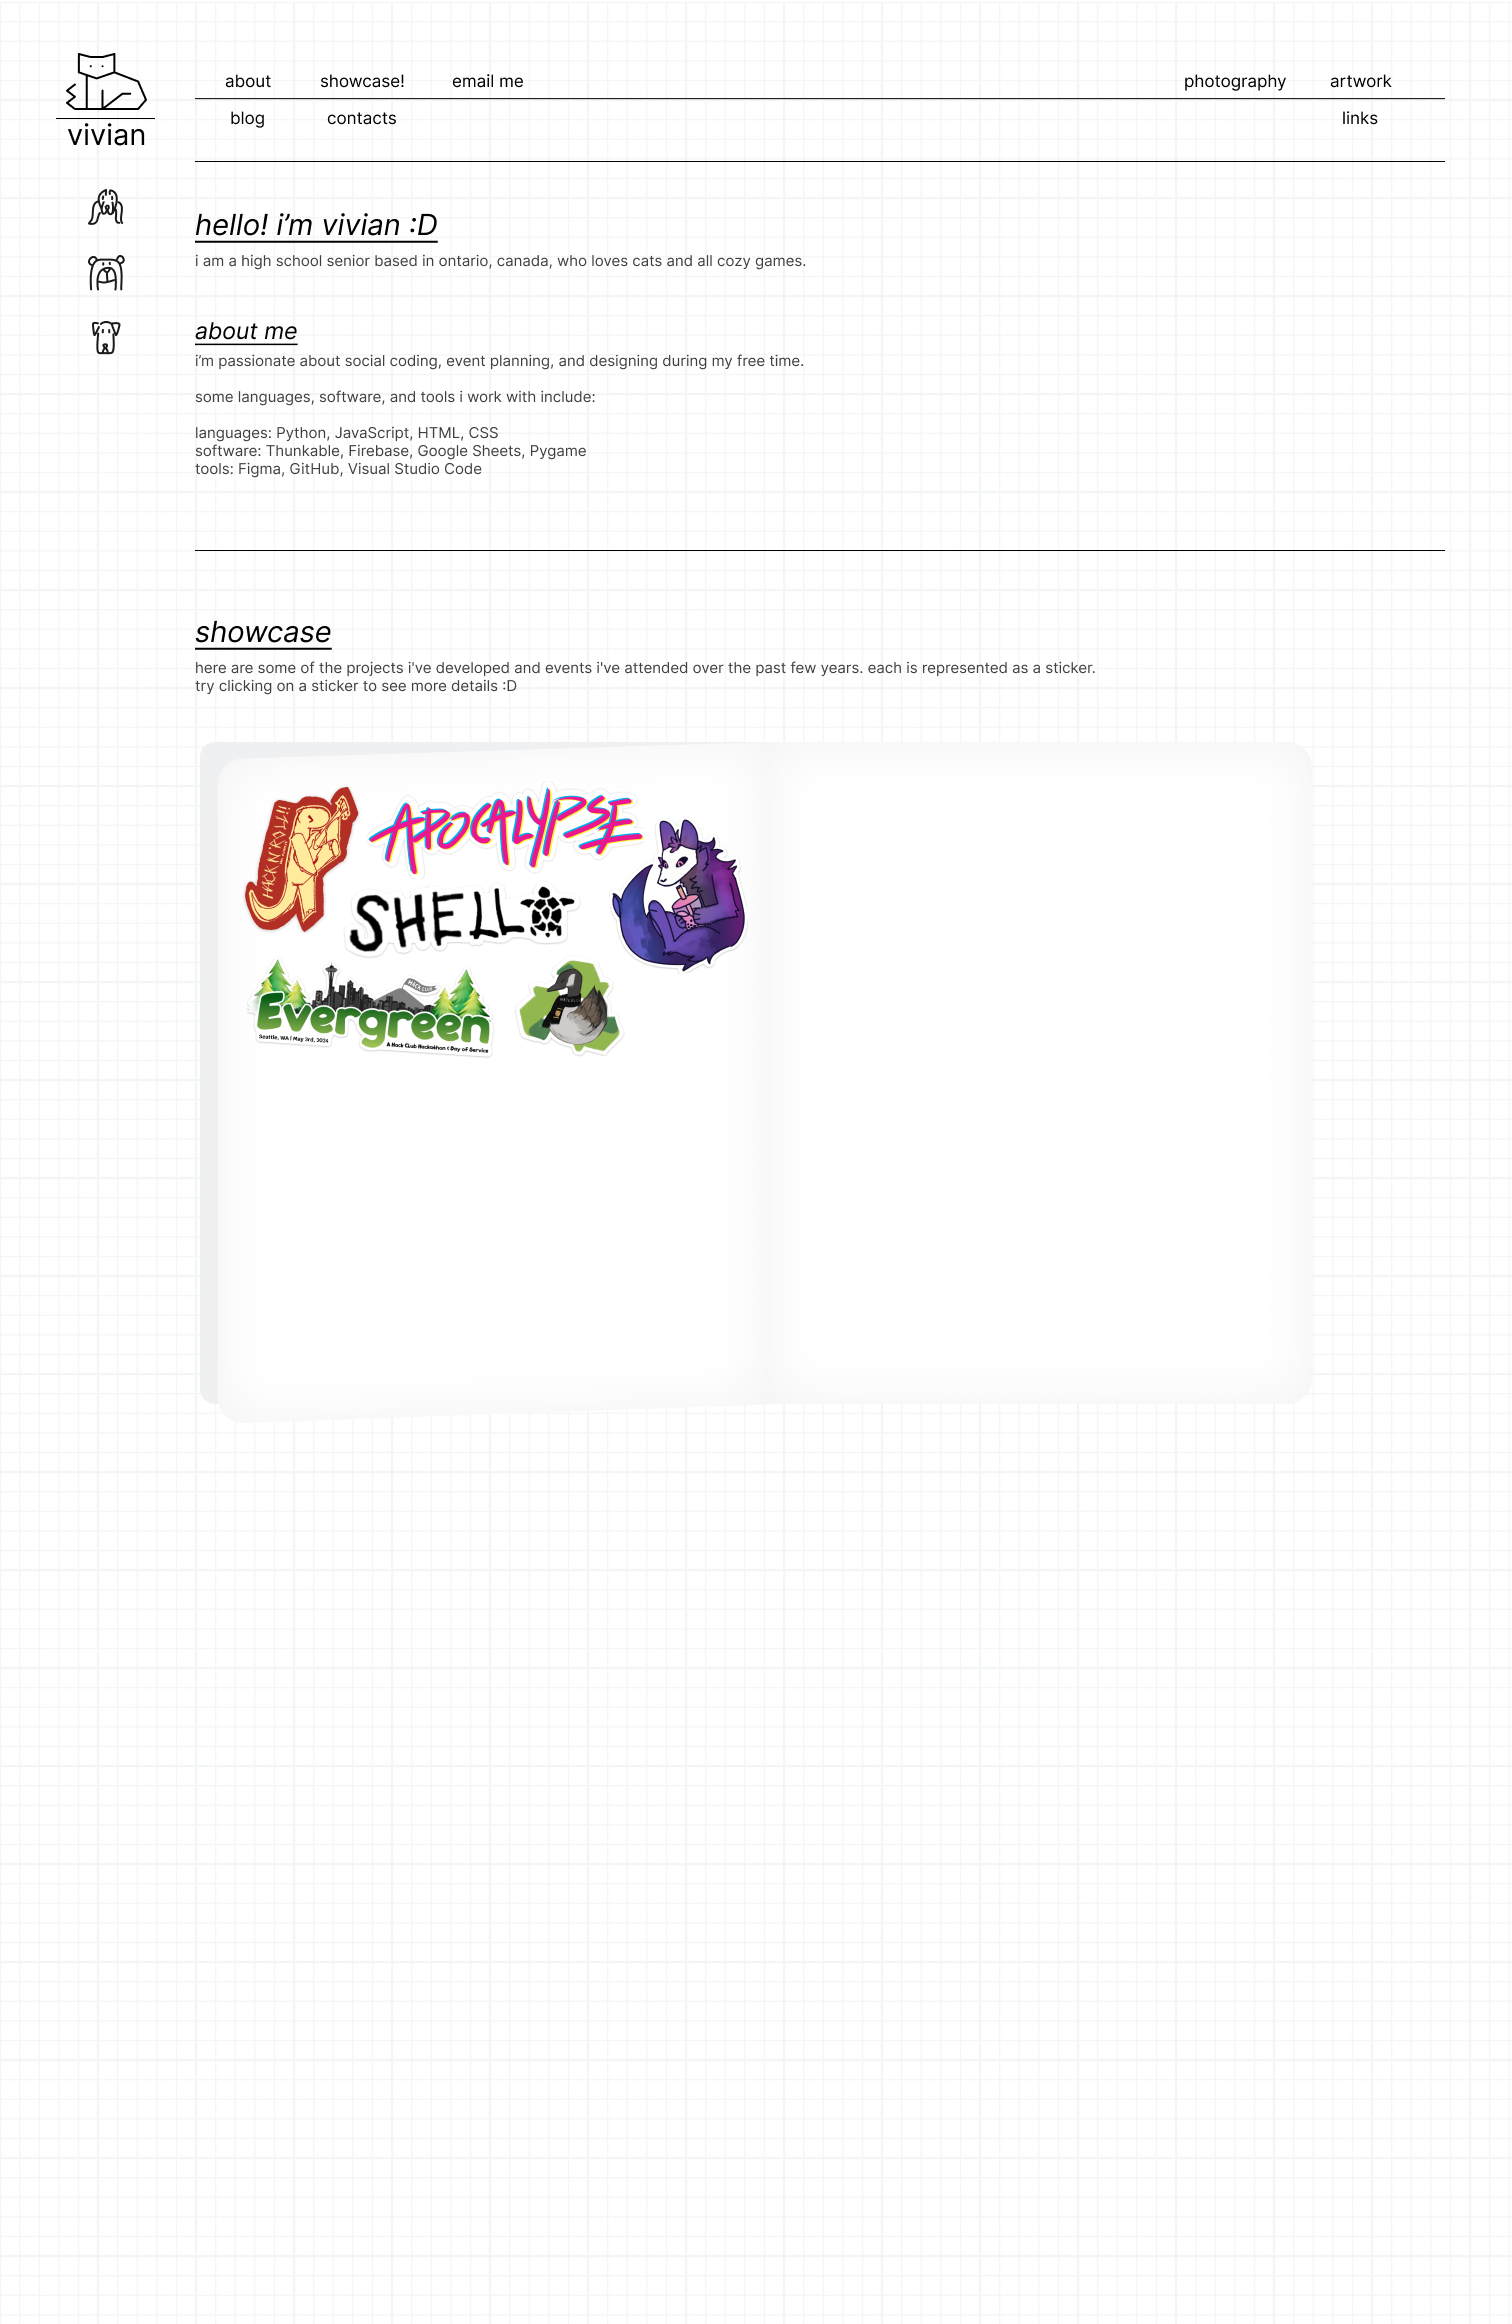 about
showcase!
email me
photography
artwork
blog
contacts
links
vivian
hello! i’m vivian :D
i am a high school senior based in ontario, canada, who loves cats and all cozy games.
about me
i’m passionate about social coding, event planning, and designing during my free time.
some languages, software, and tools i work with include:
languages: Python, JavaScript, HTML, CSS
software: Thunkable, Firebase, Google Sheets, Pygame
tools: Figma, GitHub, Visual Studio Code
showcase
here are some of the projects i've developed and events i've attended over the past few years. each is represented as a sticker.
try clicking on a sticker to see more details :D
HACK N' ROLL!!
APOCALYPSE
SHELL
HACK CLUB
Evergreen
Seattle, WA | May 3rd, 2024
A Hack Club Hackathon & Day of Service